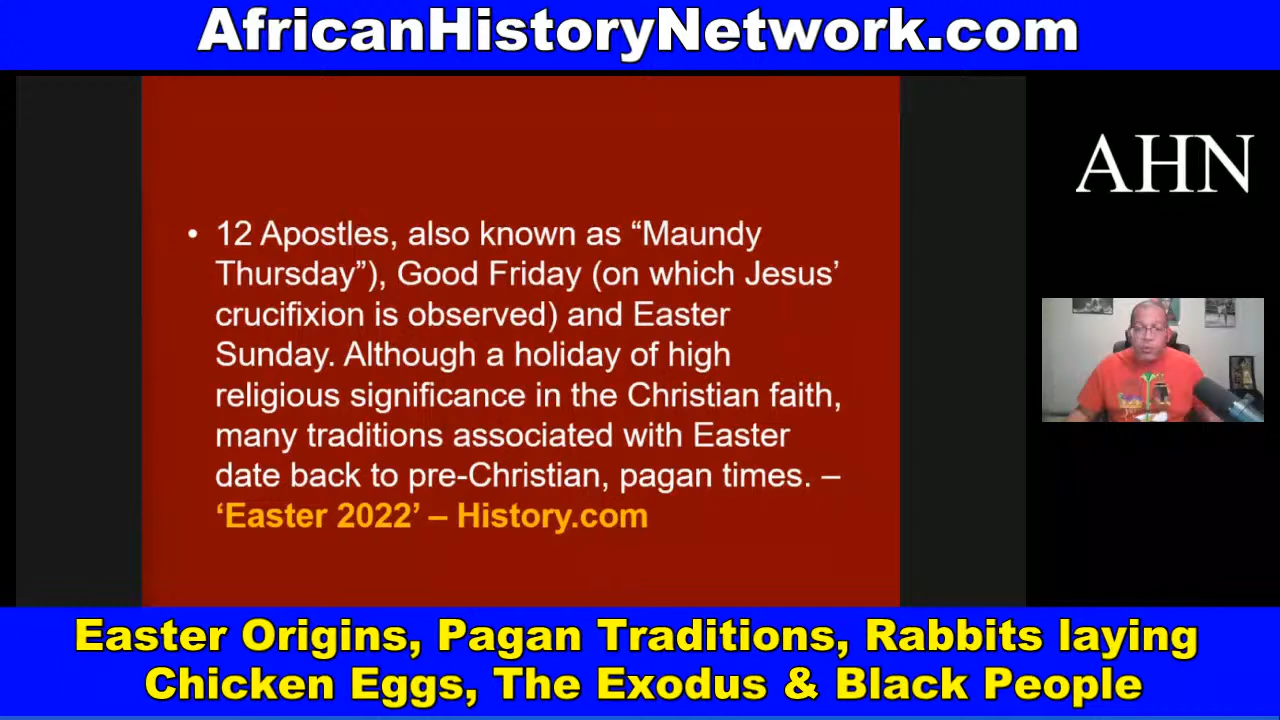 AfricanHistoryNetwork.com
AHN
• 12 Apostles, also known as “Maundy
Thursday”), Good Friday (on which Jesus’
crucifixion is observed) and Easter
Sunday. Although a holiday of high
religious significance in the Christian faith,
many traditions associated with Easter
date back to pre-Christian, pagan times. –
‘Easter 2022’ – History.com
Easter Origins, Pagan Traditions, Rabbits laying
Chicken Eggs, The Exodus & Black People